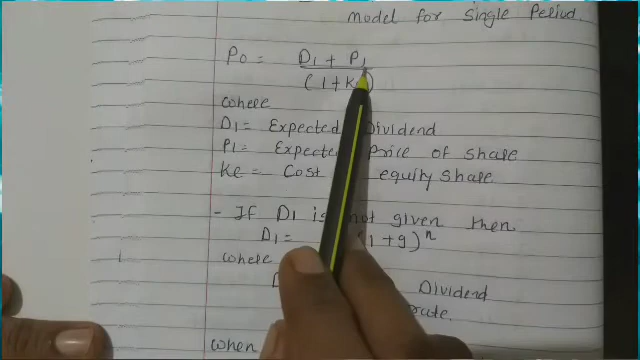 model for single Period.
P0 = D1 + P1
(1+K )
where
D1 = Expected Dividend
P1 = Expected Price of share
Ke = Cost equity share
- If D1 is not given then
D1 = (1+g)^n
where
Dividend
rate.
when